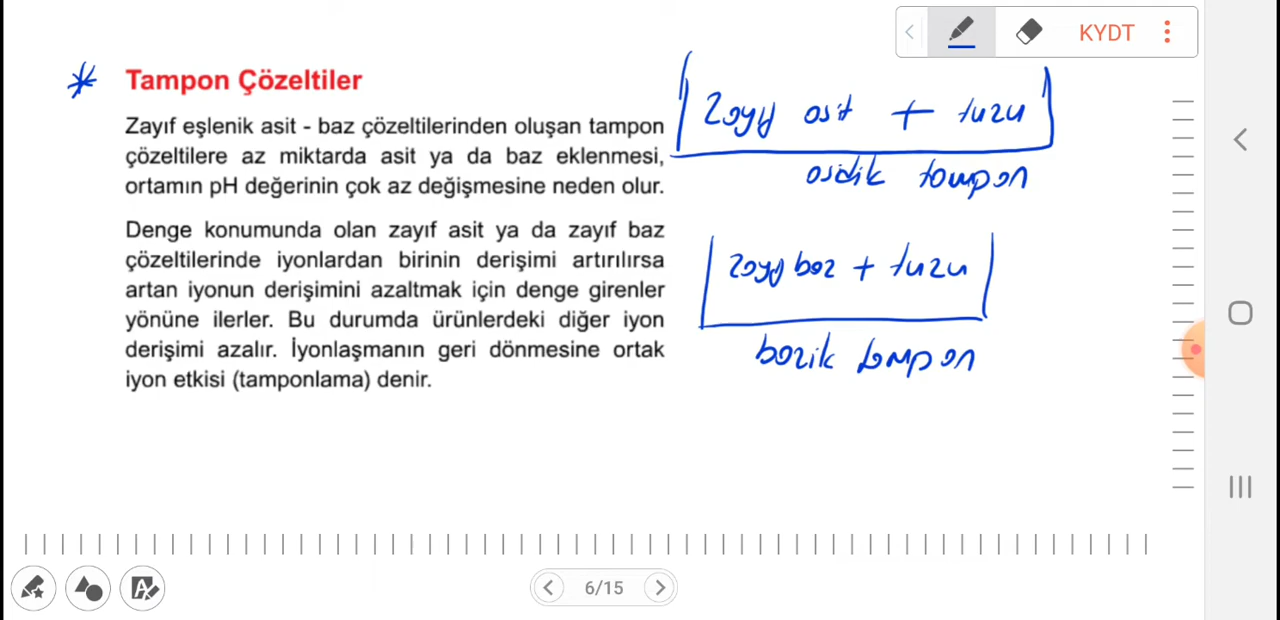 KYDT
* Tampon Çözeltiler
Zayıf eşlenik asit - baz çözeltilerinden oluşan tampon
çözeltilere az miktarda asit ya da baz eklenmesi,
ortamın pH değerinin çok az değişmesine neden olur.
Denge konumunda olan zayıf asit ya da zayıf baz
çözeltilerinde iyonlardan birinin derişimi artırılırsa
artan iyonun derişimini azaltmak için denge girenler
yönüne ilerler. Bu durumda ürünlerdeki diğer iyon
derişimi azalır. İyonlaşmanın geri dönmesine ortak
iyon etkisi (tamponlama) denir.
Zayıf asit + tuzu
asidik tampon
Zayıf baz + tuzu
bazik tampon
6/15